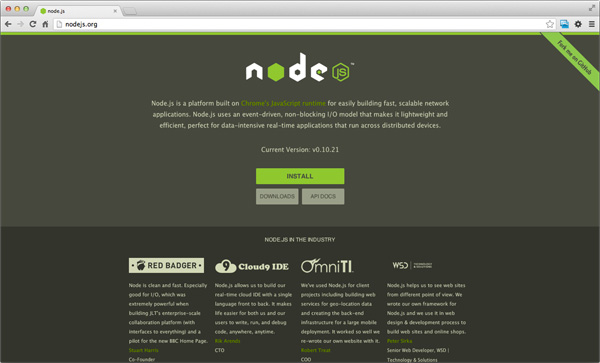 node.js
nodejs.org
Fork me on GitHub
node JS ™
Node.js is a platform built on Chrome's JavaScript runtime for easily building fast, scalable network
applications. Node.js uses an event-driven, non-blocking I/O model that makes it lightweight and
efficient, perfect for data-intensive real-time applications that run across distributed devices.
Current Version: v0.10.21
INSTALL
DOWNLOADS API DOCS
NODE.JS IN THE INDUSTRY
RED BADGER
Node is clean and fast. Especially
good for I/O, which was
extremely powerful when
building JLT's enterprise-scale
collaboration platform (with
interfaces to everything) and a
pilot for the new BBC Home Page.
Stuart Harris
Co-Founder
Cloud9 IDE
Node.js allows us to build our
real-time cloud IDE with a single
language front to back. It makes
life easier for both us and our
users to write, run, and debug
code, anywhere, anytime.
Rik Arends
CTO
OmniTI
We've used Node.js for client
projects including building web
services for geo-location data
and creating the back-end
infrastructure for a large mobile
deployment. It worked so well we
re-wrote our own website with it.
Robert Treat
COO
WSD TECHNOLOGY
& SOLUTIONS
Node.js helps us to see web sites
from different point of view. We
wrote our own framework for
Node.js and we use it in web
design & development process to
build web sites and online shops.
Peter Srba
Senior Web Developer, WSD |
Technology & Solutions